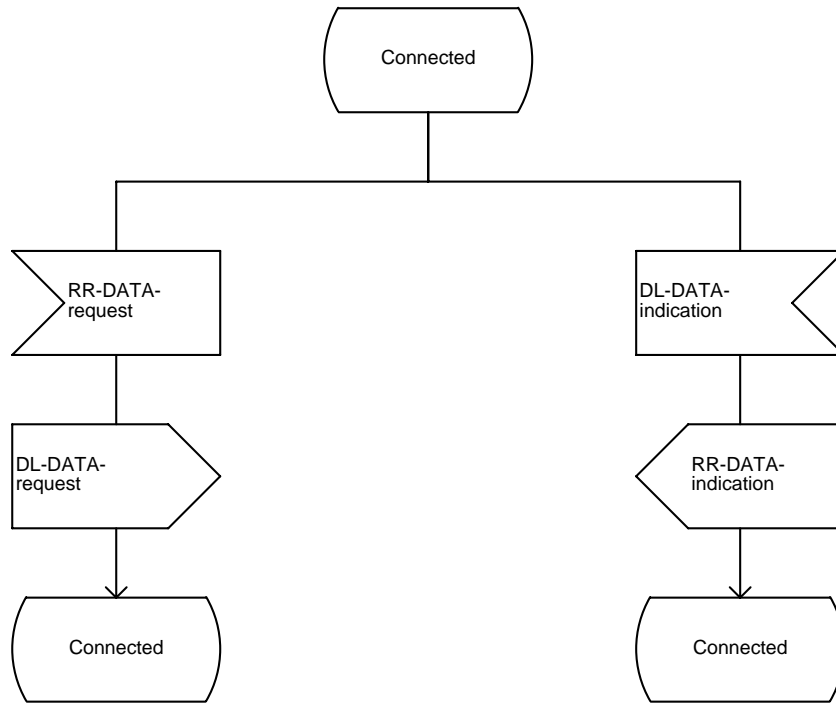 Connected
RR-DATA-
request
DL-DATA-
indication
DL-DATA-
request
RR-DATA-
indication
Connected
Connected